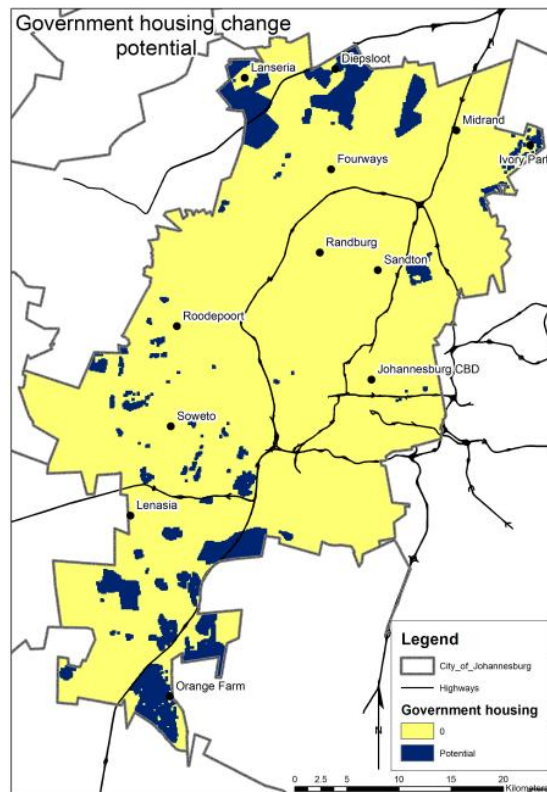 Government housing change
potential
Diepsloot
Lanseria
Midrand
Ivory Park
Fourways
Randburg
Sandton
Roodepoort
Johannesburg CBD
Soweto
Lenasia
Orange Farm
Legend
City_of_Johannesburg
Highways
Government housing
0
Potential
N
0 2.5 5 10 15 20
Kilometers